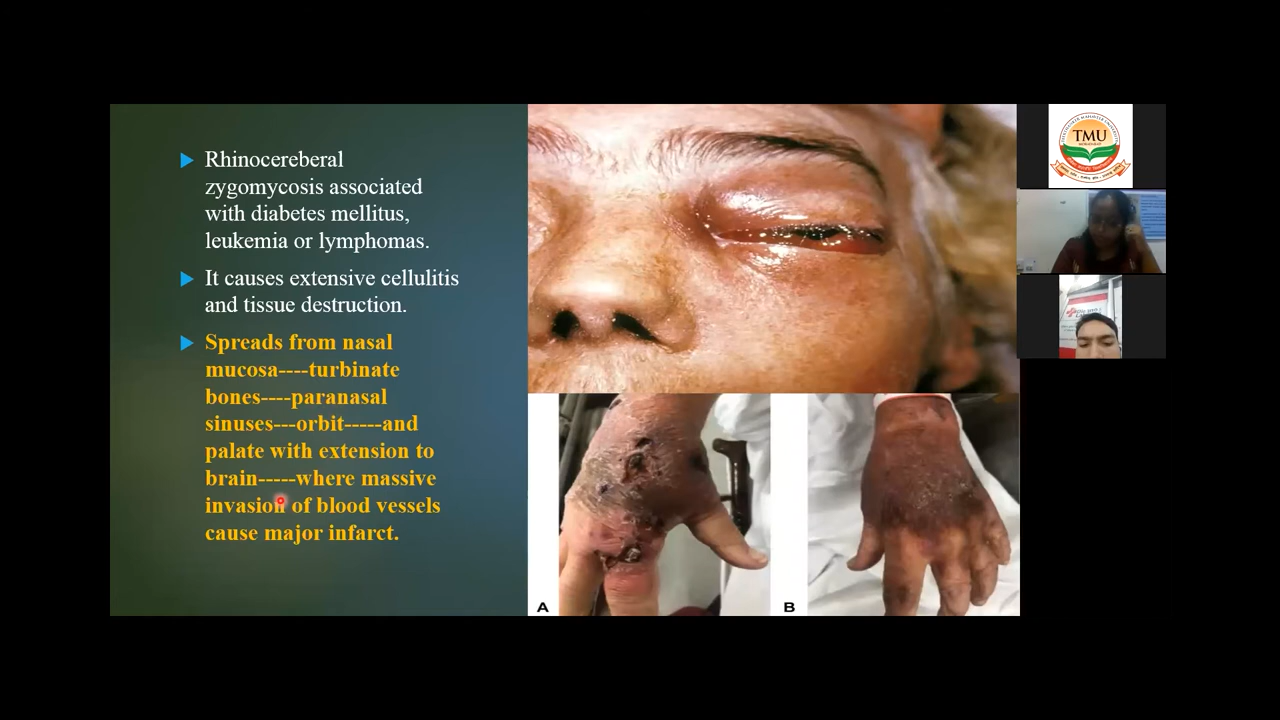 Rhinocereberal
zygomycosis associated
with diabetes mellitus,
leukemia or lymphomas.
It causes extensive cellulitis
and tissue destruction.
Spreads from nasal
mucosa----turbinate
bones----paranasal
sinuses---orbit-----and
palate with extension to
brain-----where massive
invasion of blood vessels
cause major infarct.
A
B
TMU